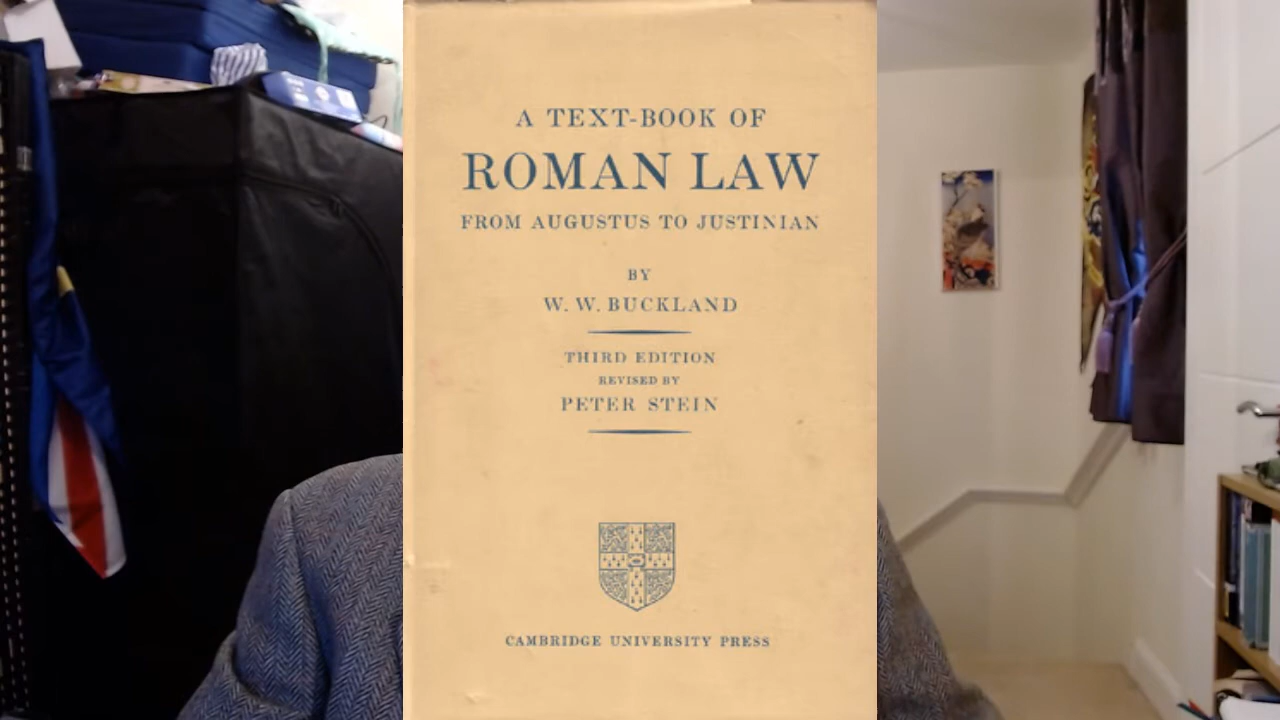 A TEXT-BOOK OF
ROMAN LAW
FROM AUGUSTUS TO JUSTINIAN
BY
W. W. BUCKLAND
THIRD EDITION
REVISED BY
PETER STEIN
CAMBRIDGE UNIVERSITY PRESS